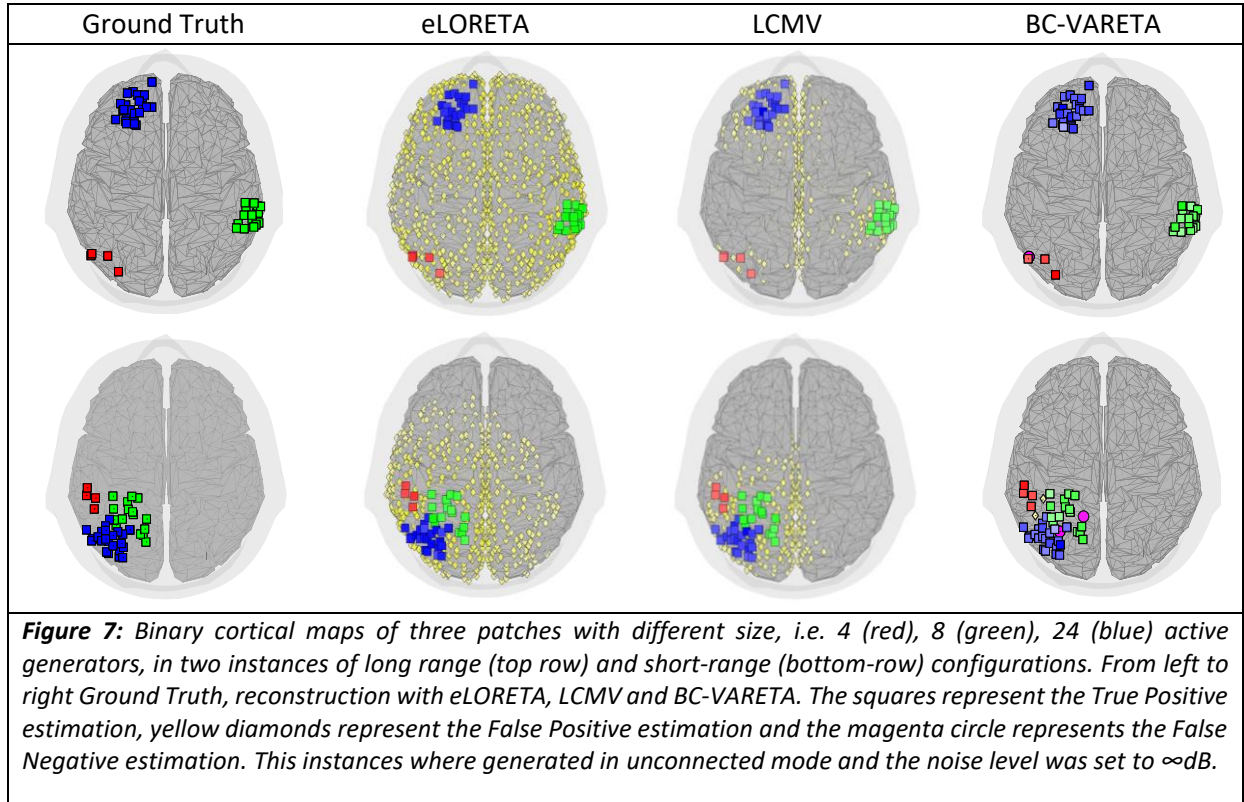 Ground Truth
eLORETA
LCMV
BC-VARETA
Figure 7: Binary cortical maps of three patches with different size, i.e. 4 (red), 8 (green), 24 (blue) active
generators, in two instances of long range (top row) and short-range (bottom-row) configurations. From left to
right Ground Truth, reconstruction with eLORETA, LCMV and BC-VARETA. The squares represent the True Positive
estimation, yellow diamonds represent the False Positive estimation and the magenta circle represents the False
Negative estimation. This instances where generated in unconnected mode and the noise level was set to ∞dB.